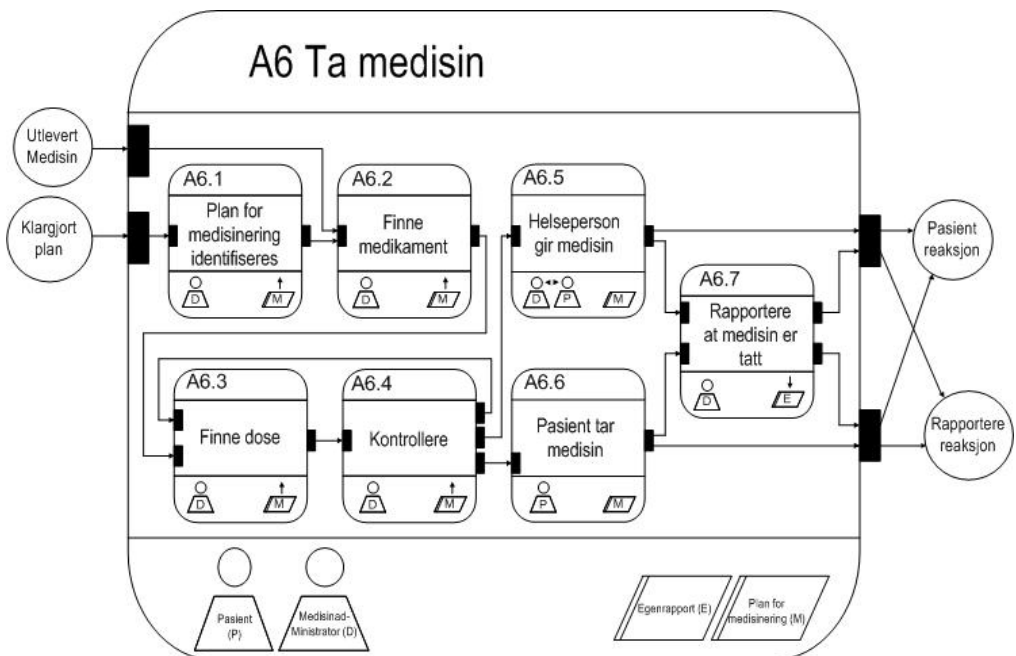 A6 Ta medisin
Utlevert
Medisin
Klargjort
plan
A6.1
Plan for
medisinering
identifiseres
D
M
A6.2
Finne
medikament
D
M
A6.5
Helseperson
gir medisin
D
P
M
A6.7
Rapportere
at medisin er
tatt
D
E
A6.3
Finne dose
D
M
A6.4
Kontrollere
D
M
A6.6
Pasient tar
medisin
P
M
Pasient
reaksjon
Rapportere
reaksjon
Pasient
(P)
Medisinad-
Ministrator (D)
Egenrapport (E)
Plan for
medisinering (M)